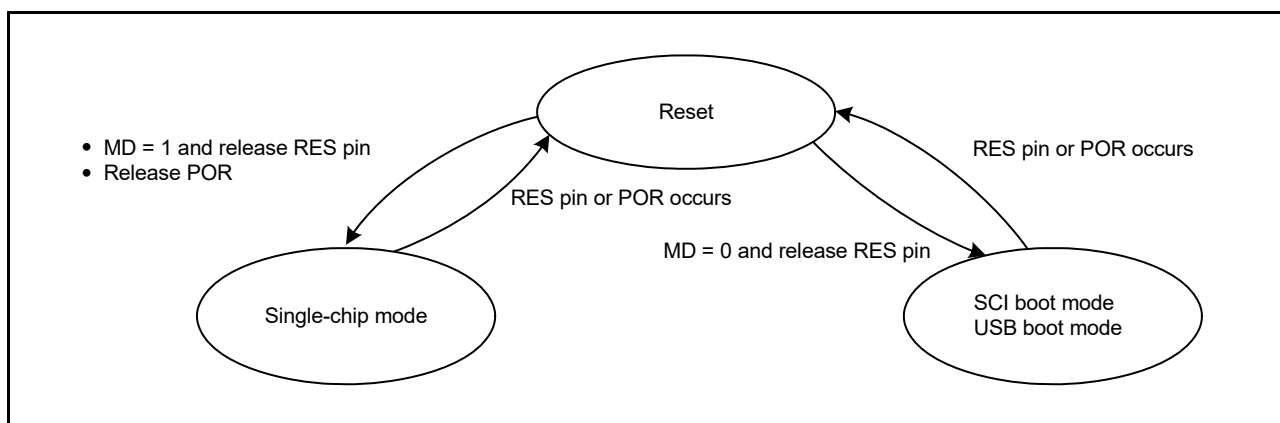 Reset
• MD = 1 and release RES pin
• Release POR
RES pin or POR occurs
RES pin or POR occurs
MD = 0 and release RES pin
Single-chip mode
SCI boot mode
USB boot mode